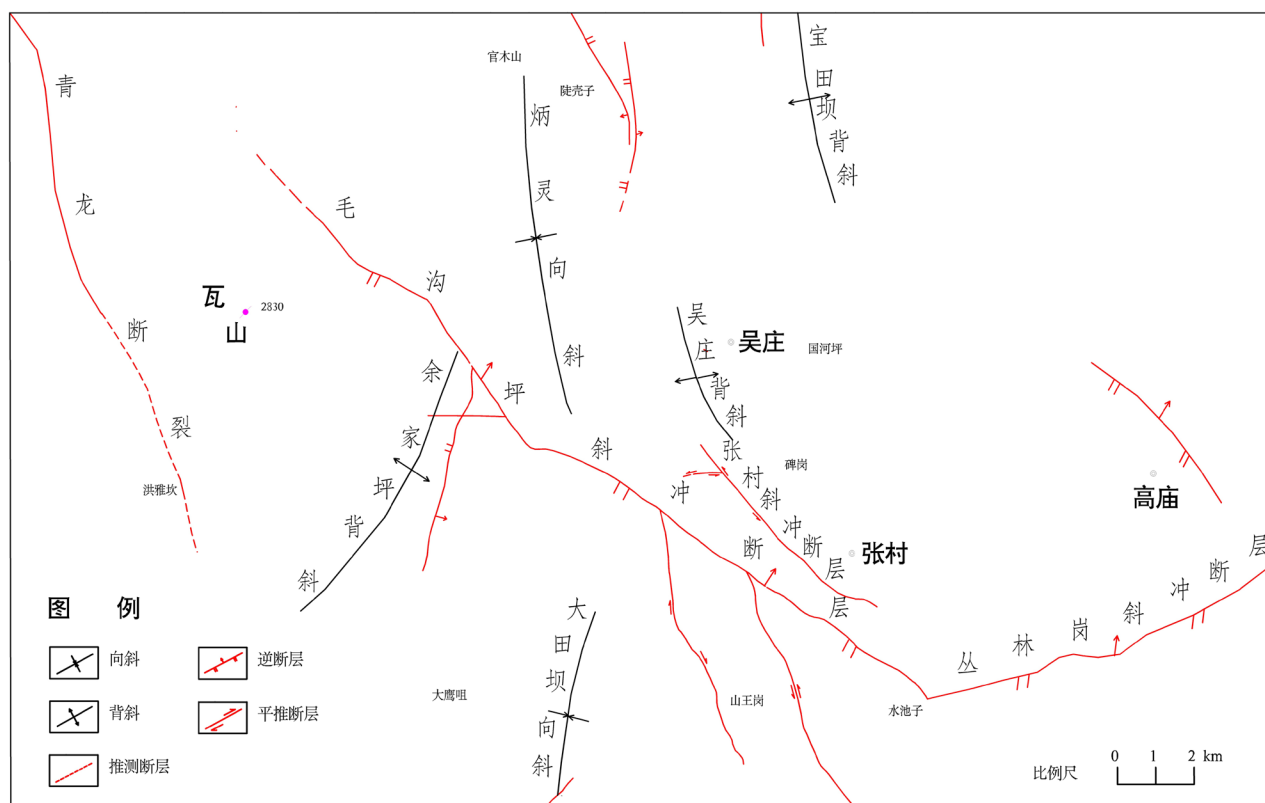 官木山
陡壳子
宝田坝背斜
青龙断裂
毛沟坪斜冲断层
炳灵向斜
瓦山
2830
吴庄背斜
吴庄
国河坪
余家坪背斜
张村斜冲断层
碑岗
洪雅坎
高庙
张村
丛林岗斜冲断层
大田坝向斜
大鹰咀
山王岗
水池子
图 例
向斜
逆断层
背斜
平推断层
推测断层
比例尺
0 1 2 km